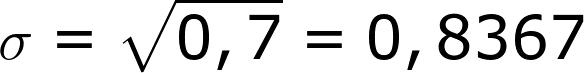 σ = √0,7 = 0,8367